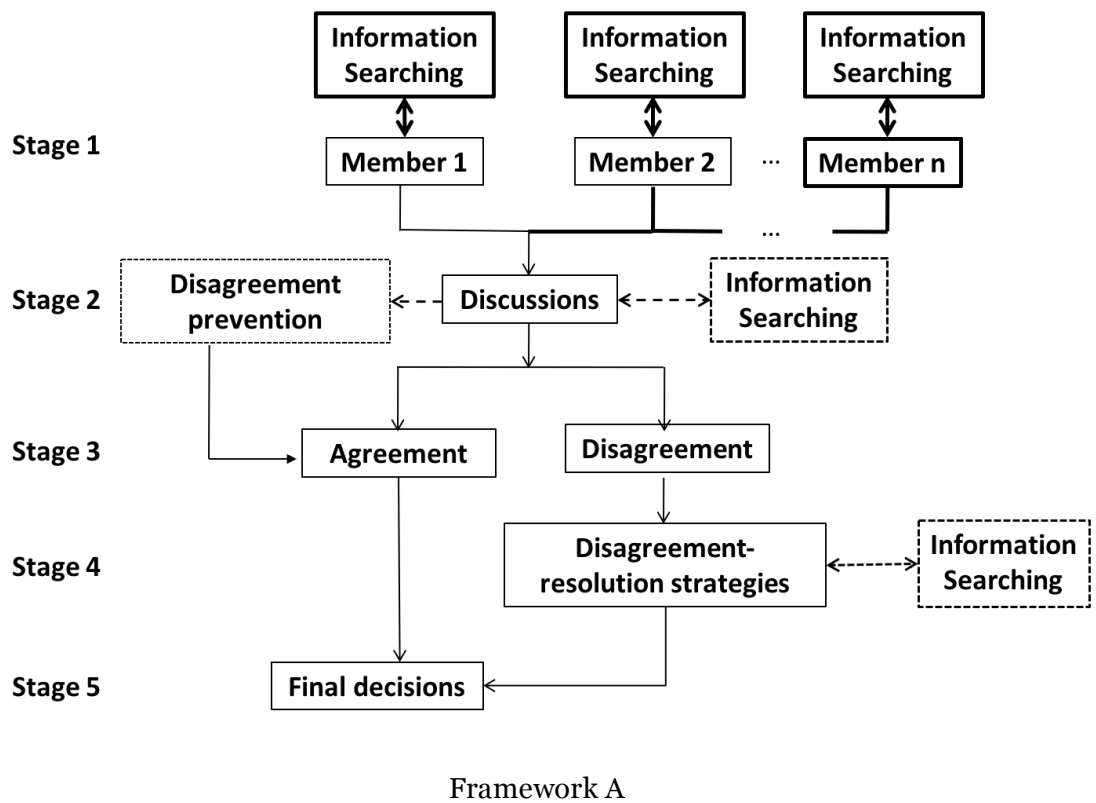 Information
Searching
Information
Searching
Information
Searching
Stage 1
Member 1
Member 2
...
Member n
...
Stage 2
Disagreement
prevention
Discussions
Information
Searching
Stage 3
Agreement
Disagreement
Stage 4
Disagreement-
resolution strategies
Information
Searching
Stage 5
Final decisions
Framework A